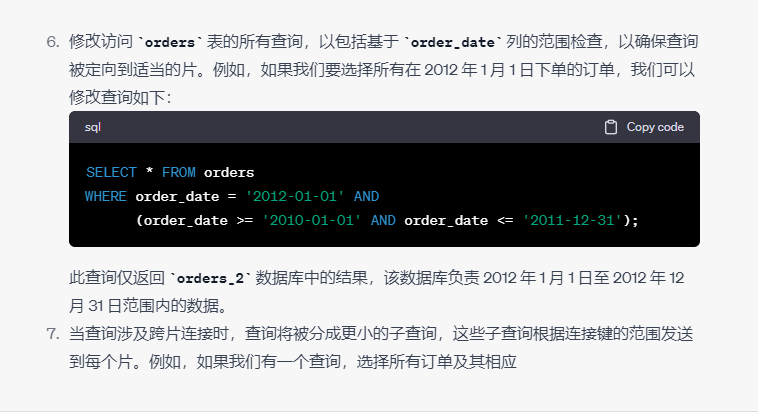 6. 修改访问 `orders` 表的所有查询，以包括基于 `order_date` 列的范围检查，以确保查询
被定向到适当的片。例如，如果我们要选择所有在 2012 年 1 月 1 日下单的订单，我们可以
修改查询如下：
sql Copy code
SELECT * FROM orders
WHERE order_date = '2012-01-01' AND
(order_date >= '2010-01-01' AND order_date <= '2011-12-31');
此查询仅返回 `orders_2` 数据库中的结果，该数据库负责 2012 年 1 月 1 日至 2012 年 12
月 31 日范围内的数据。
7. 当查询涉及跨片连接时，查询将被分成更小的子查询，这些子查询根据连接键的范围发送
到每个片。例如，如果我们有一个查询，选择所有订单及其相应